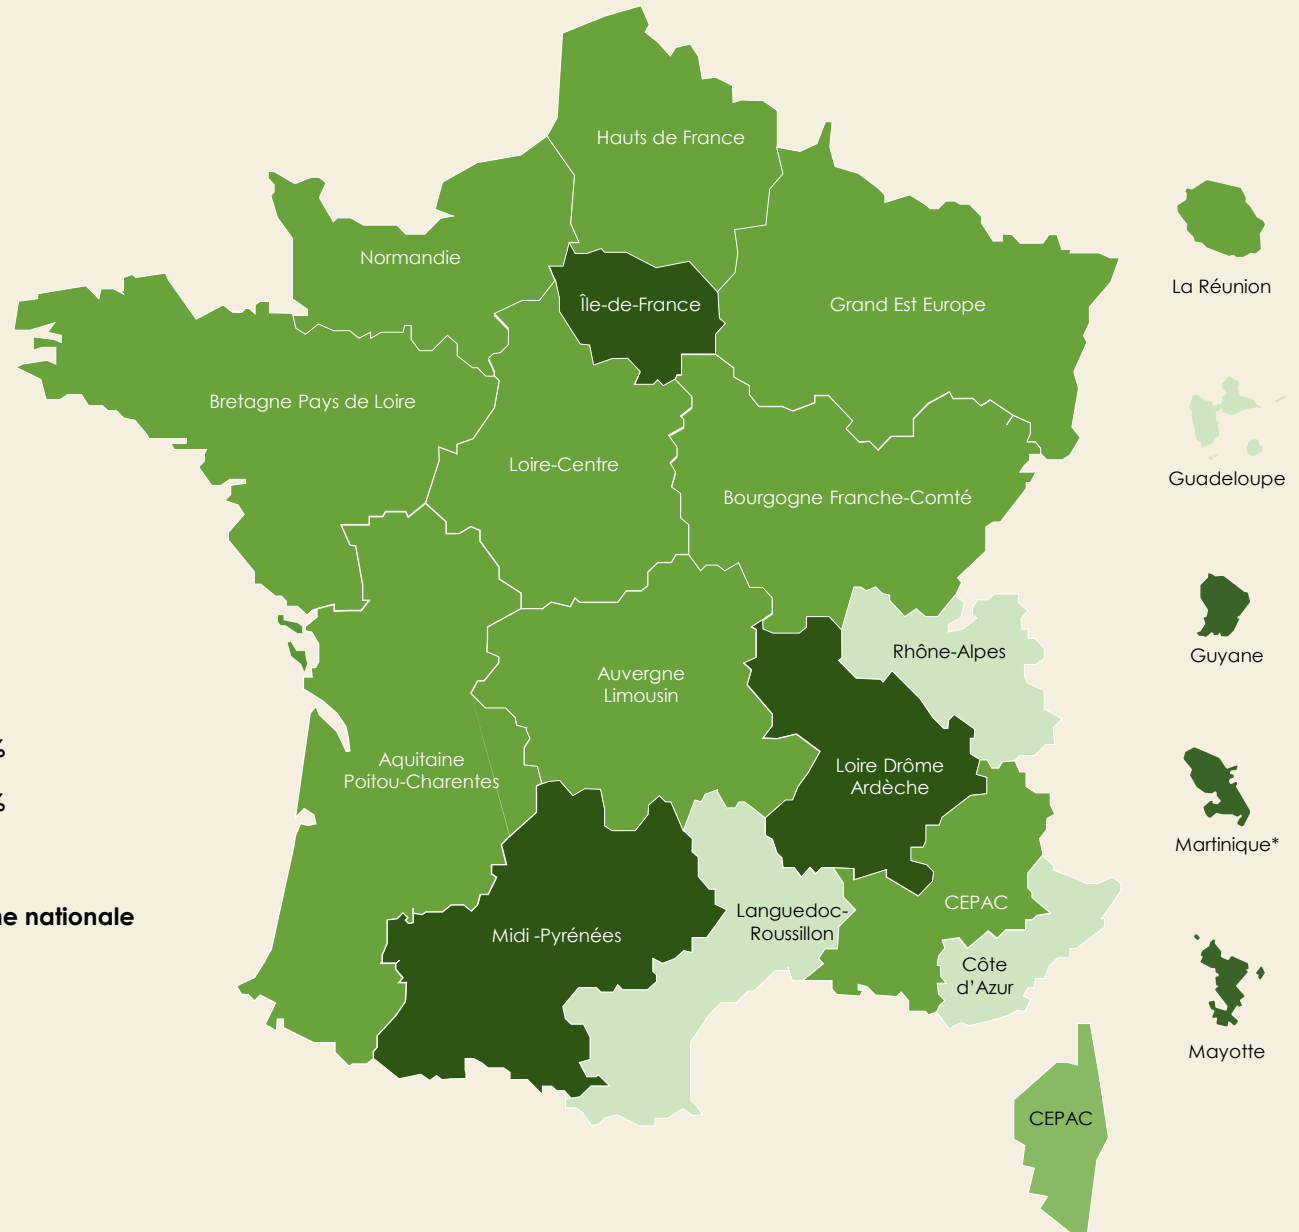 Hauts de France
Normandie
Île-de-France
Grand Est Europe
La Réunion
Bretagne Pays de Loire
Loire-Centre
Bourgogne Franche-Comté
Guadeloupe
Rhône-Alpes
Guyane
Auvergne
Limousin
%
Aquitaine
Poitou-Charentes
Loire Drôme
Ardèche
%
Martinique*
Languedoc-
Roussillon
CEPAC
nationale
Midi -Pyrénées
Côte
d'Azur
Mayotte
CEPAC